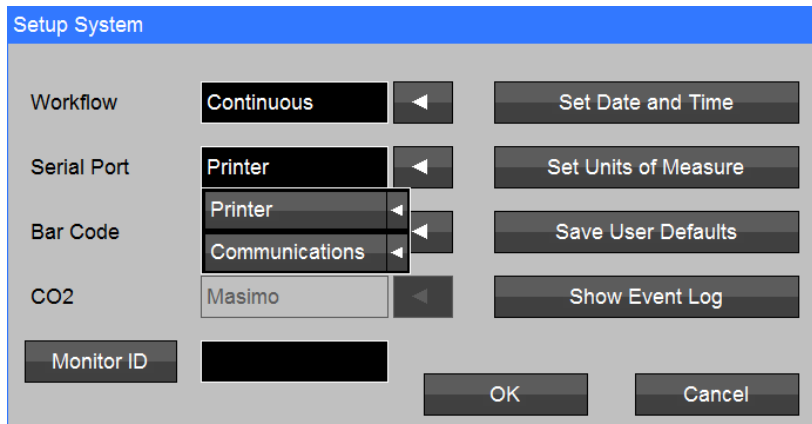 Setup System
Workflow Continuous Set Date and Time
Serial Port Printer Set Units of Measure
Printer
Bar Code Save User Defaults
Communications
CO2 Masimo Show Event Log
Monitor ID
OK Cancel